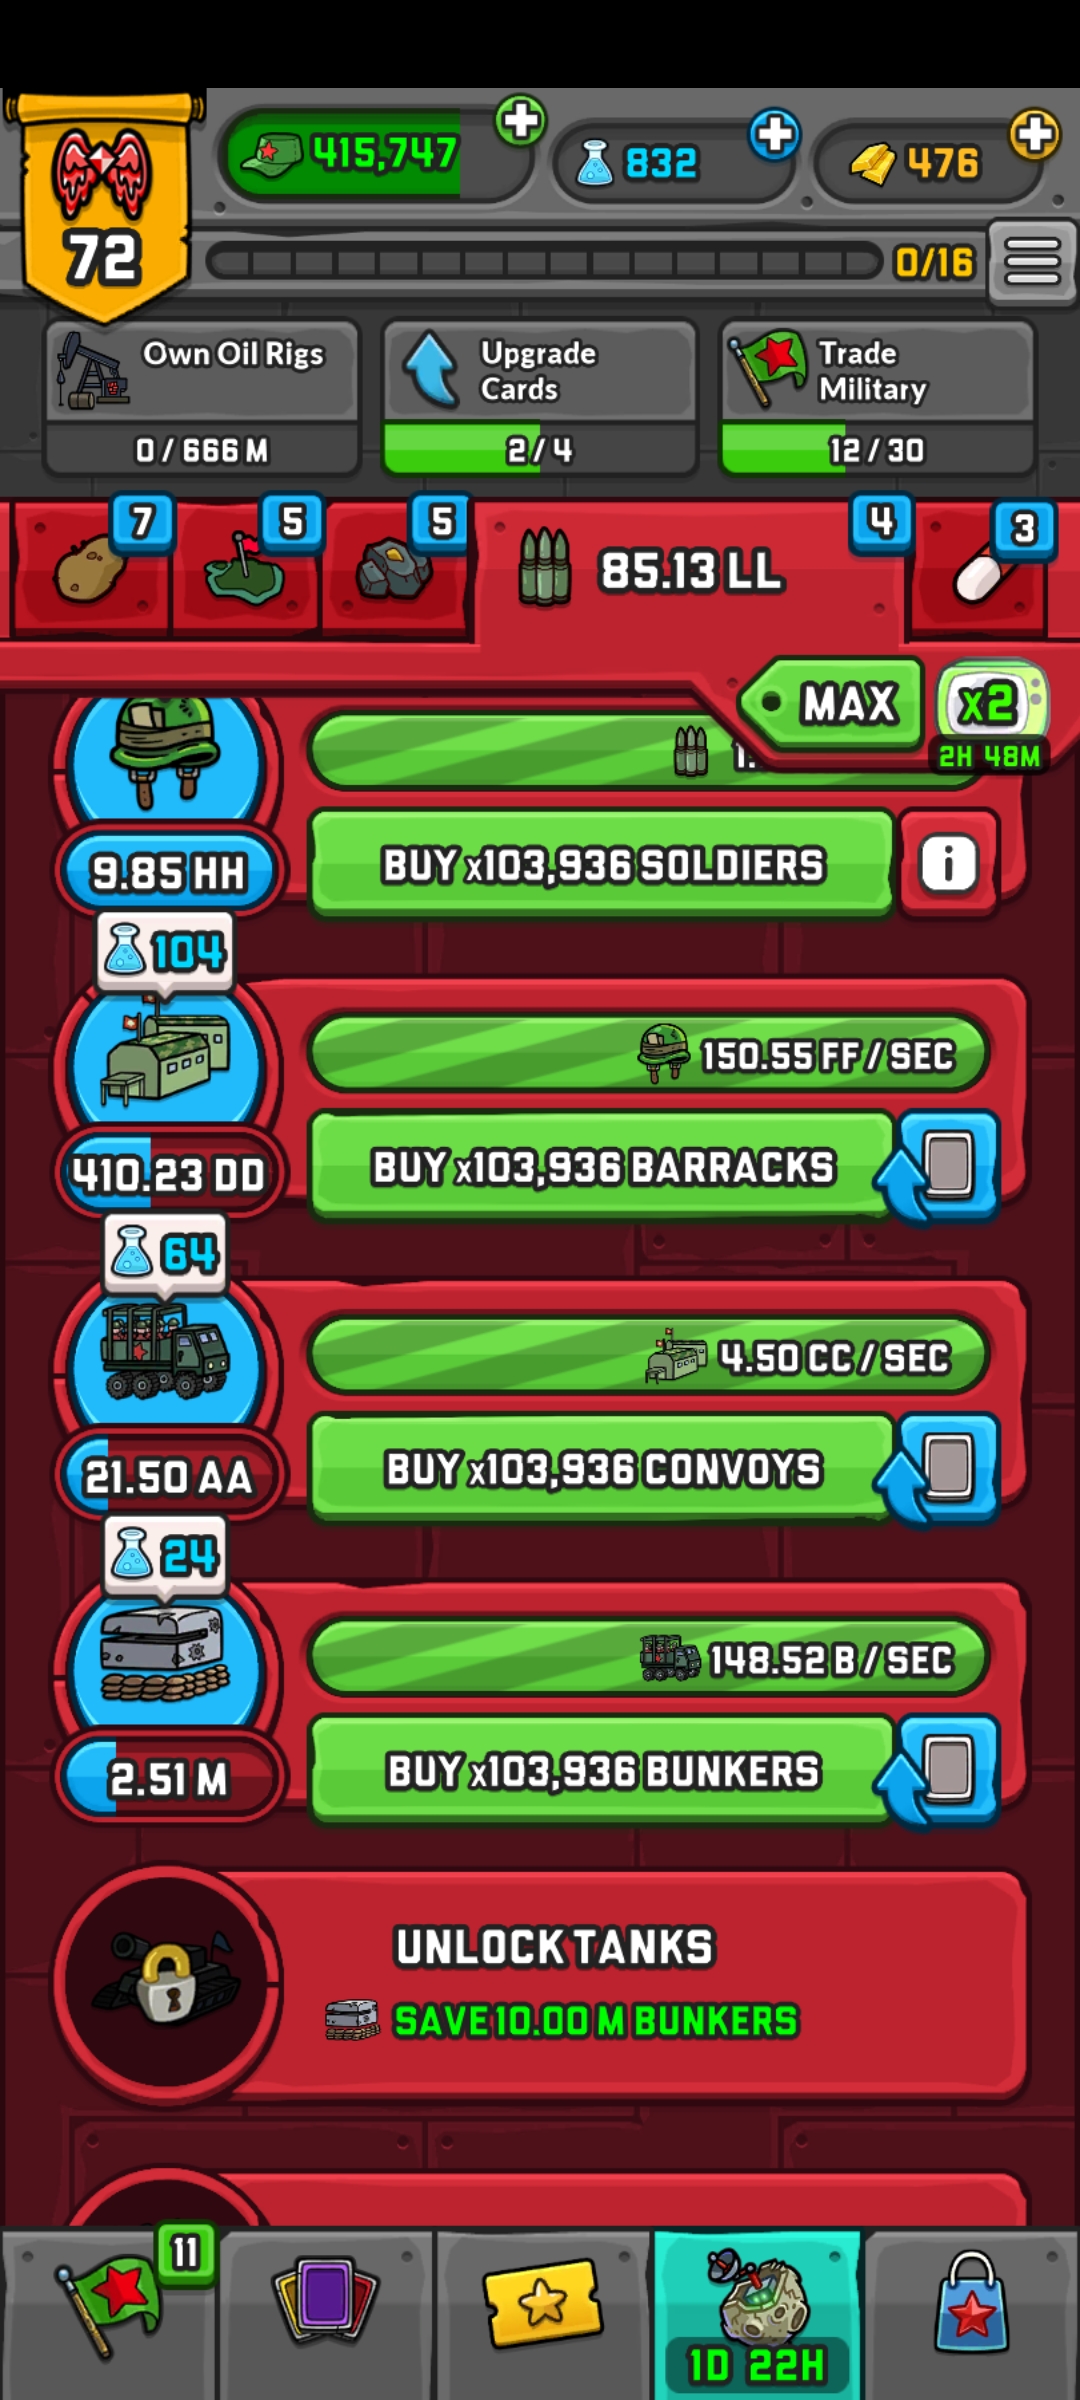 72
415,747
832
476
0/16
Own Oil Rigs
0 / 666 M
Upgrade
Cards
2 / 4
Trade
Military
12 / 30
7
5
5
85.13 LL
4
3
MAX
x2
2H 48M
9.85 HH
BUY x103,936 SOLDIERS
i
104
150.55 FF / SEC
410.23 DD
BUY x103,936 BARRACKS
64
4.50 CC / SEC
21.50 AA
BUY x103,936 CONVOYS
24
148.52 B / SEC
2.51 M
BUY x103,936 BUNKERS
UNLOCK TANKS
SAVE 10.00 M BUNKERS
11
1D 22H